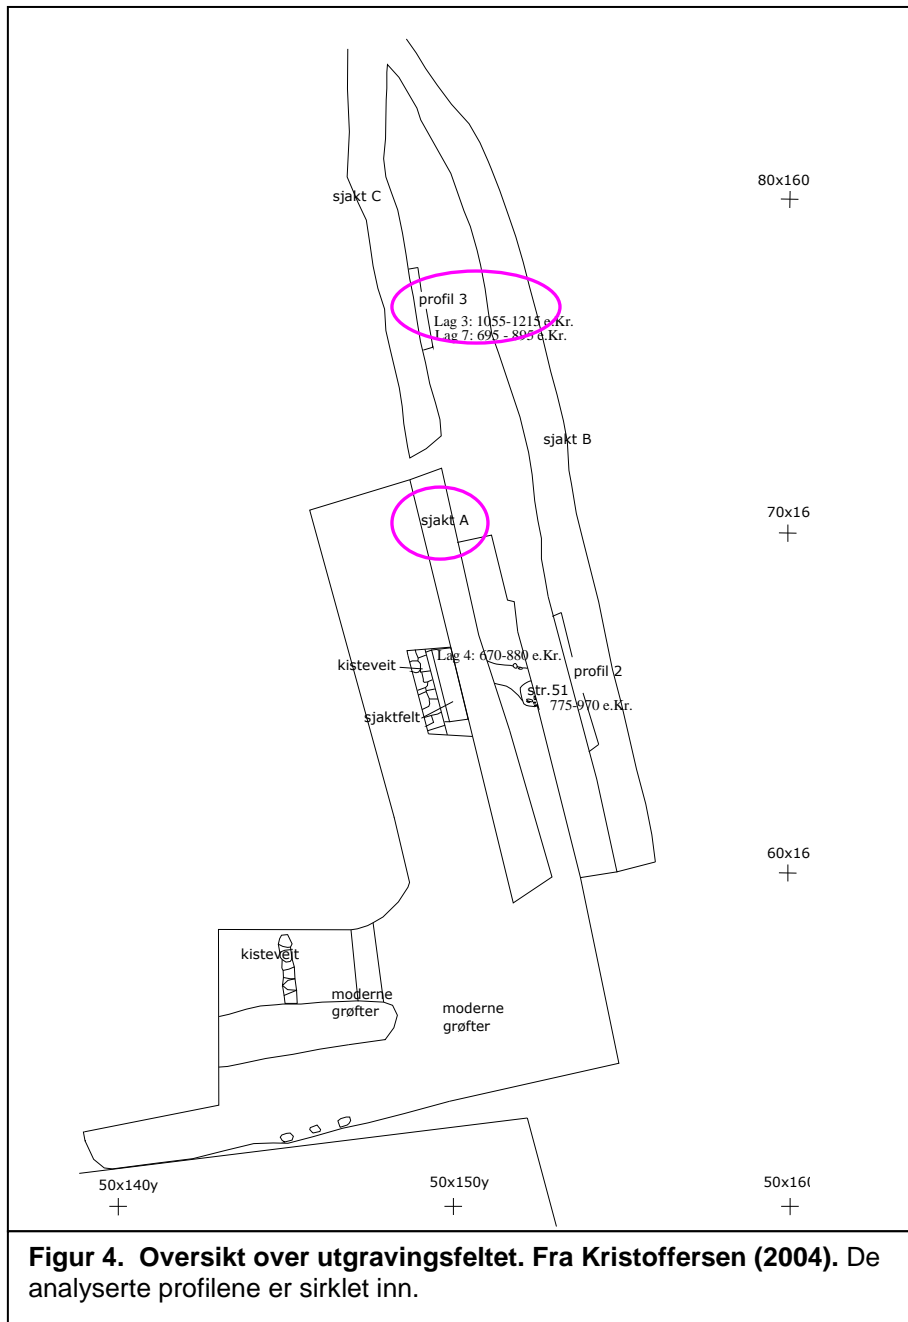 80x160
sjakt C
profil 3
Lag 3: 1055-1215 e.Kr.
Lag 7: 695 - 895 e.Kr.
sjakt B
70x16
sjakt A
Lag 4: 670-880 e.Kr.
kisteveit
profil 2
str.51
775-970 e.Kr.
sjaktfelt
60x16
kisteveit
moderne
grøfter
moderne
grøfter
50x140y
50x150y
50x160
Figur 4. Oversikt over utgravingsfeltet. Fra Kristoffersen (2004). De
analyserte profilene er sirklet inn.